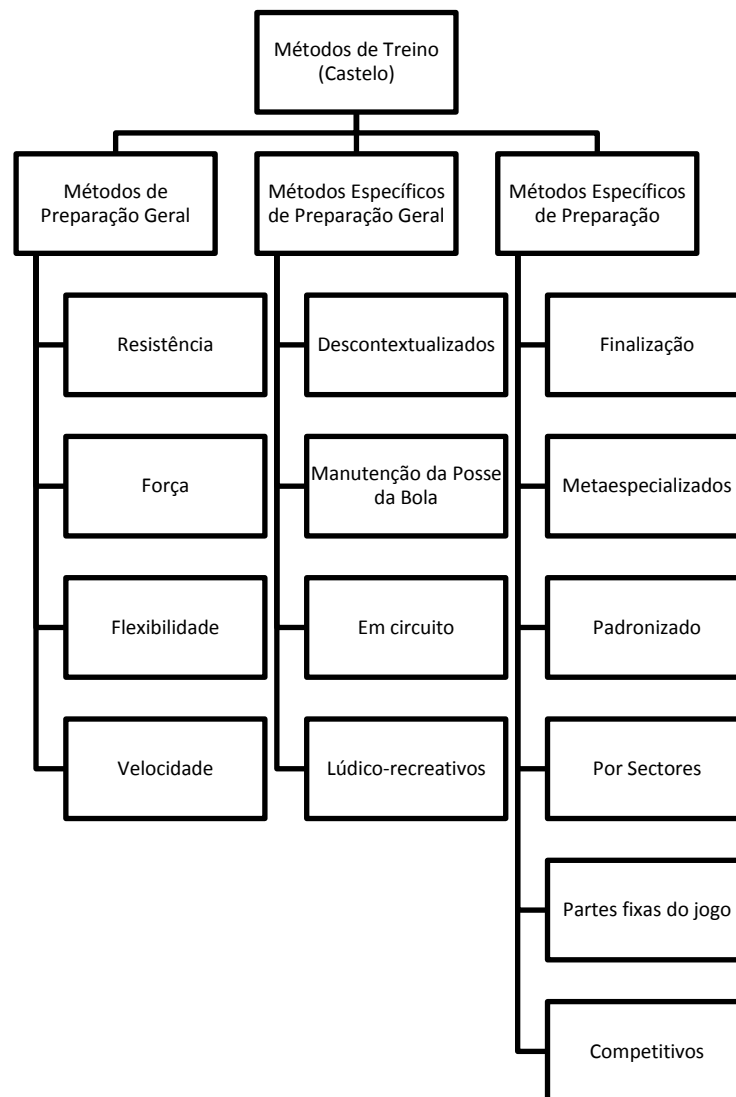 Métodos de Treino
(Castelo)
Métodos de
Preparação Geral
Métodos Específicos
de Preparação Geral
Métodos Específicos
de Preparação
Resistência
Descontextualizados
Finalização
Força
Manutenção da Posse
da Bola
Metaespecializados
Flexibilidade
Em circuito
Padronizado
Velocidade
Lúdico-recreativos
Por Sectores
Partes fixas do jogo
Competitivos